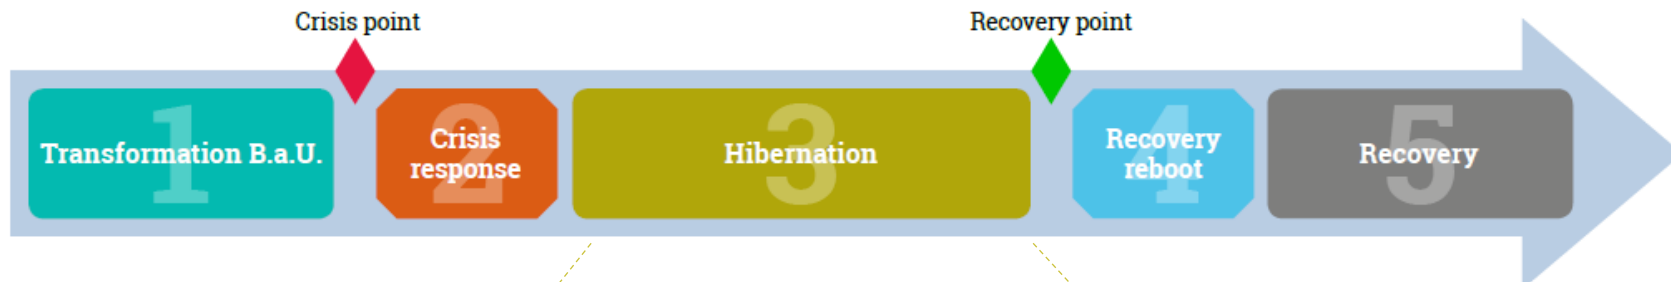 Crisis point
Recovery point
1
Transformation B.a.U.
2
Crisis
response
3
Hibernation
4
Recovery
reboot
5
Recovery